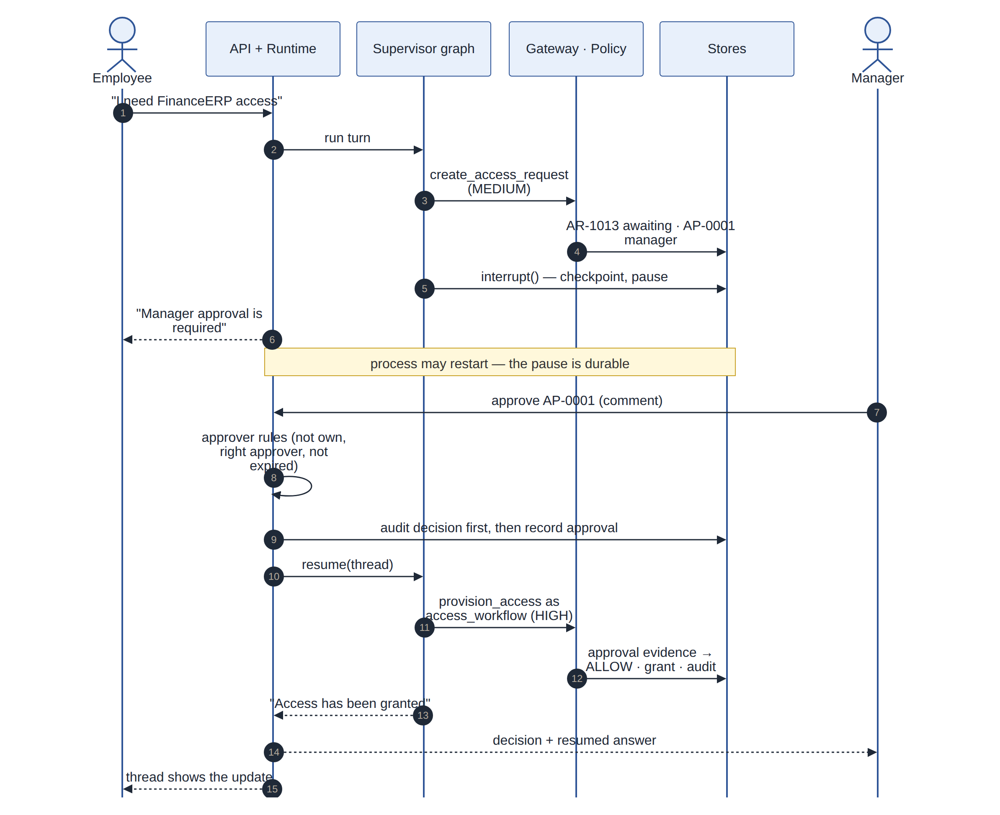 Employee
API + Runtime
Supervisor graph
Gateway · Policy
Stores
Manager
"I need FinanceERP access"
1
run turn
2
create_access_request
(MEDIUM)
3
AR-1013 awaiting · AP-0001
manager
4
interrupt() — checkpoint, pause
5
"Manager approval is
required"
6
process may restart — the pause is durable
approve AP-0001 (comment)
7
approver rules (not own,
right approver, not
expired)
8
audit decision first, then record approval
9
resume(thread)
10
provision_access as
access_workflow (HIGH)
11
approval evidence →
ALLOW · grant · audit
12
"Access has been granted"
13
decision + resumed answer
14
thread shows the update
15